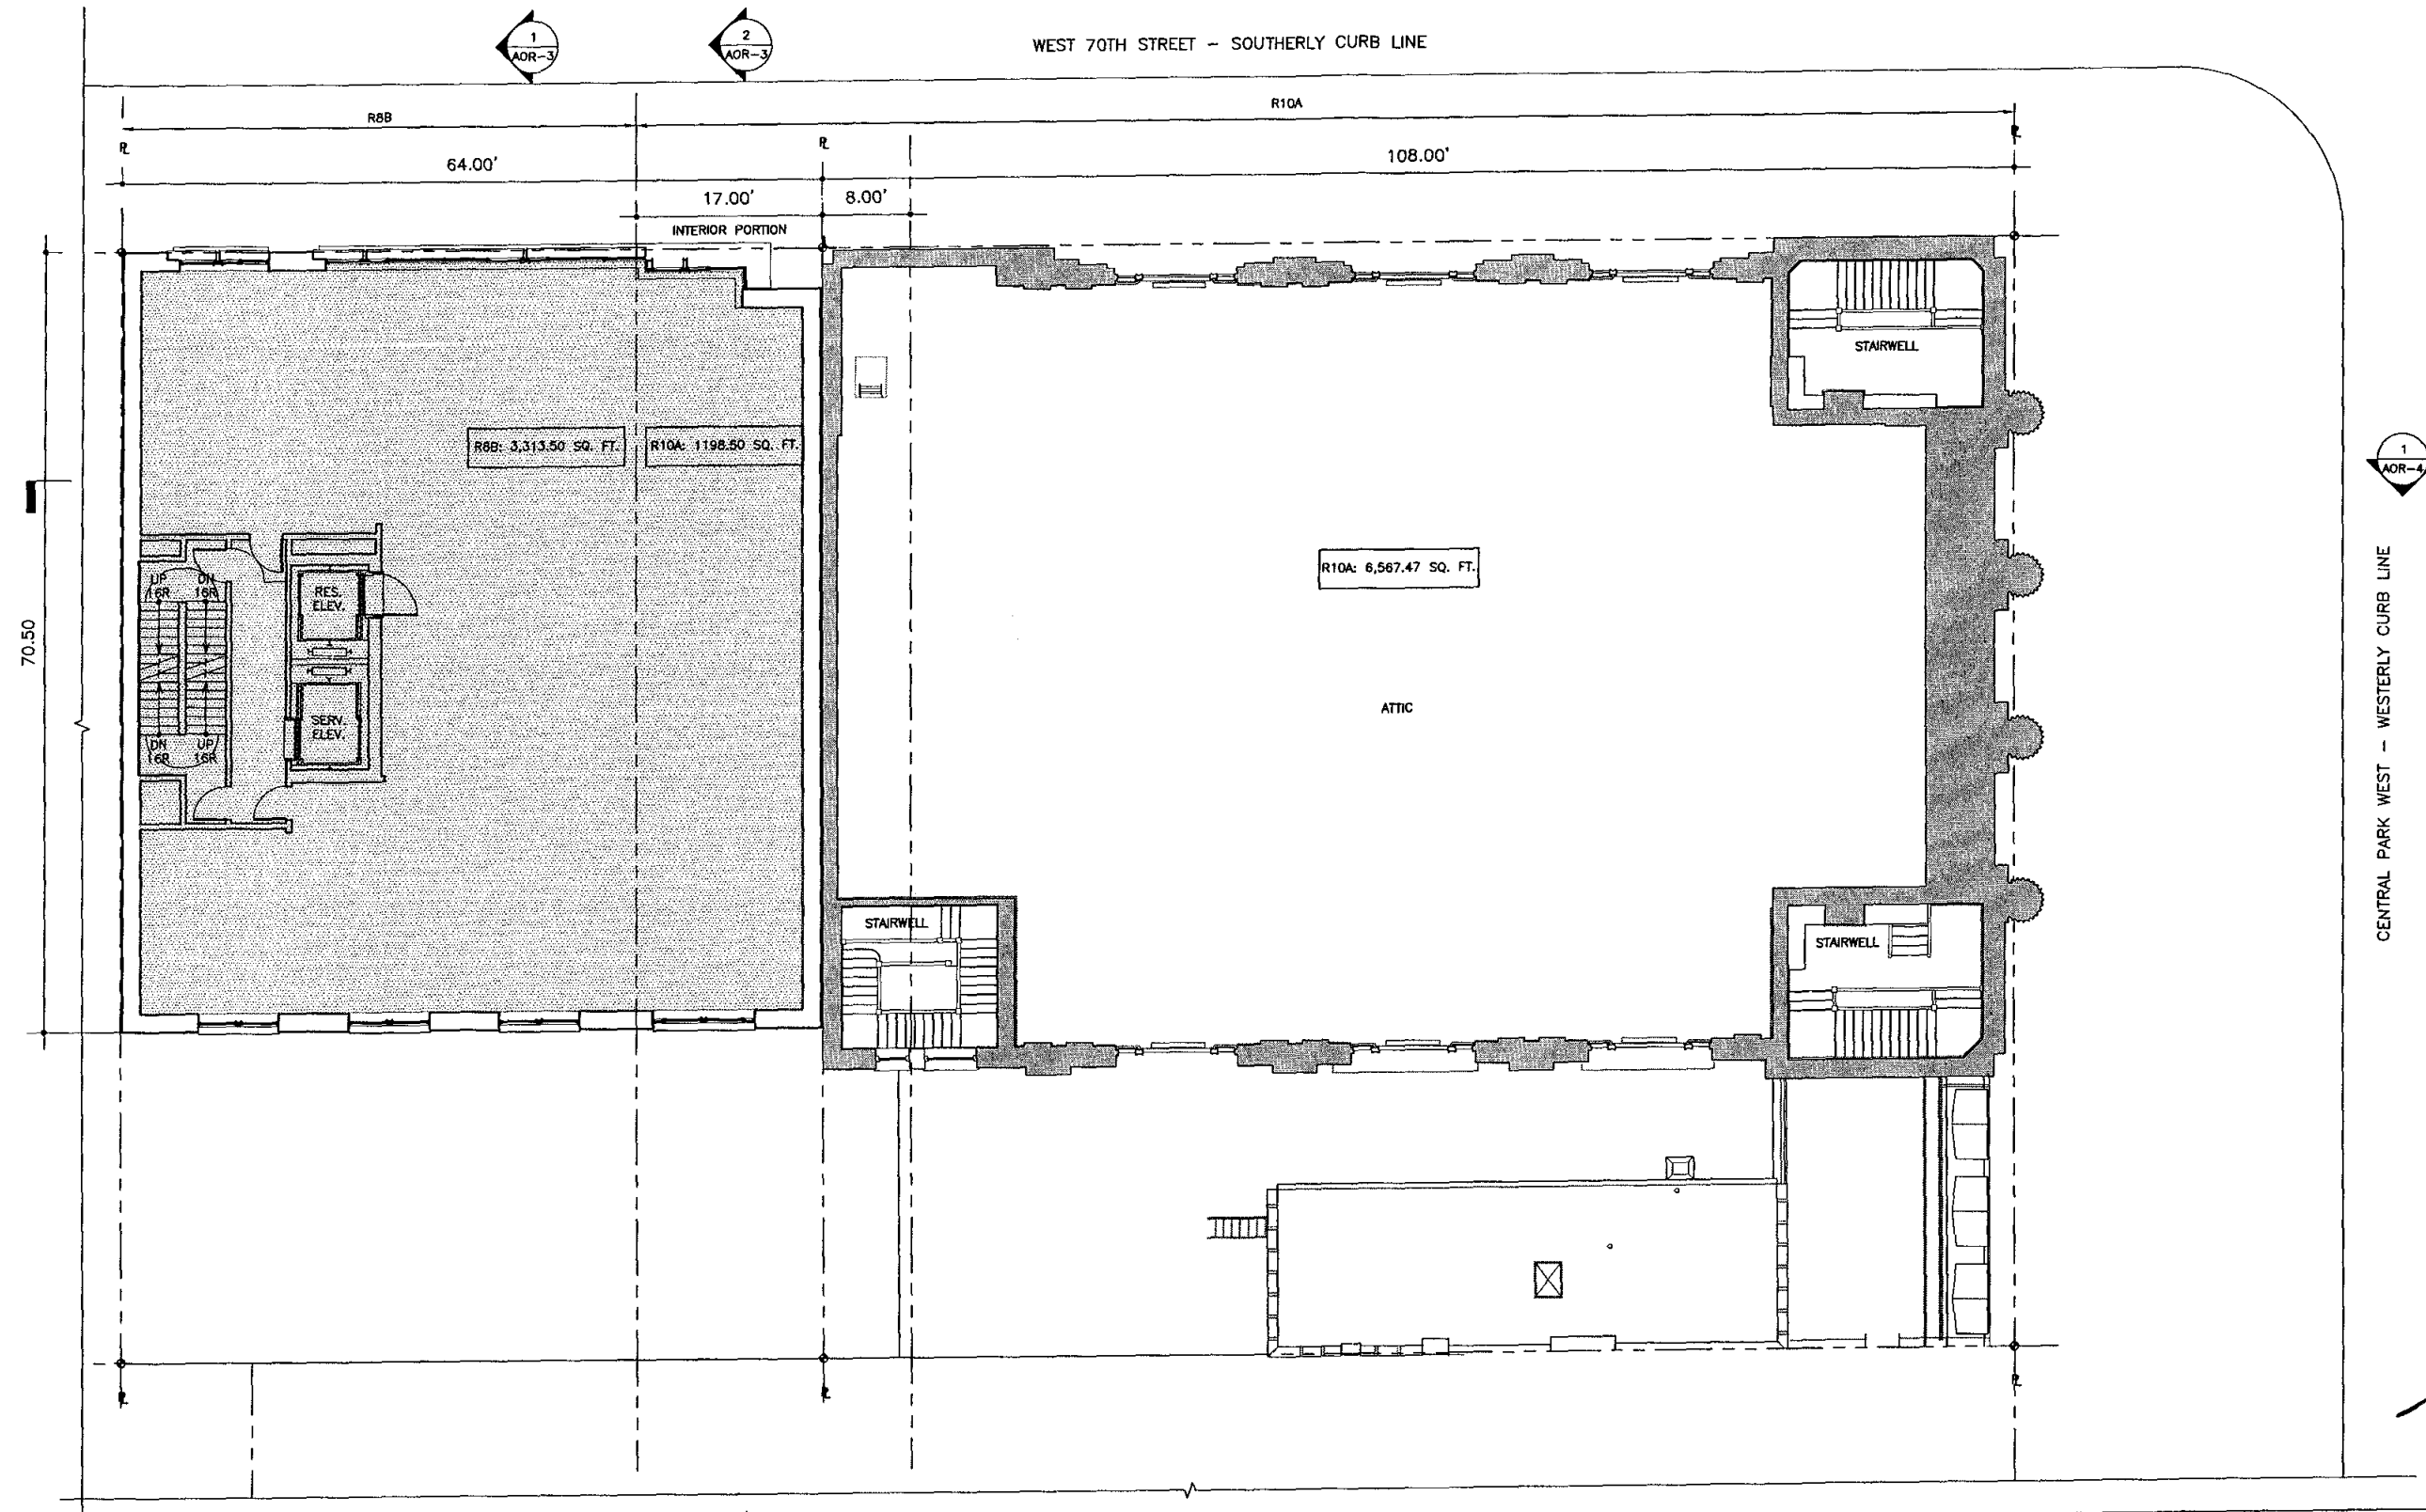 1
AOR-3
2
AOR-3
WEST 70TH STREET - SOUTHERLY CURB LINE
R8B
R10A
64.00'
108.00'
17.00'
8.00'
INTERIOR PORTION
STAIRWELL
R8B: 3,313.50 SQ. FT.
R10A: 1198.50 SQ. FT.
1
AOR-4
R10A: 6,567.47 SQ. FT.
UP
16R
DN
16R
RES.
ELEV.
70.50
CENTRAL PARK WEST - WESTERLY CURB LINE
ATTIC
SERV.
ELEV.
DN
16R
UP
16R
STAIRWELL
STAIRWELL